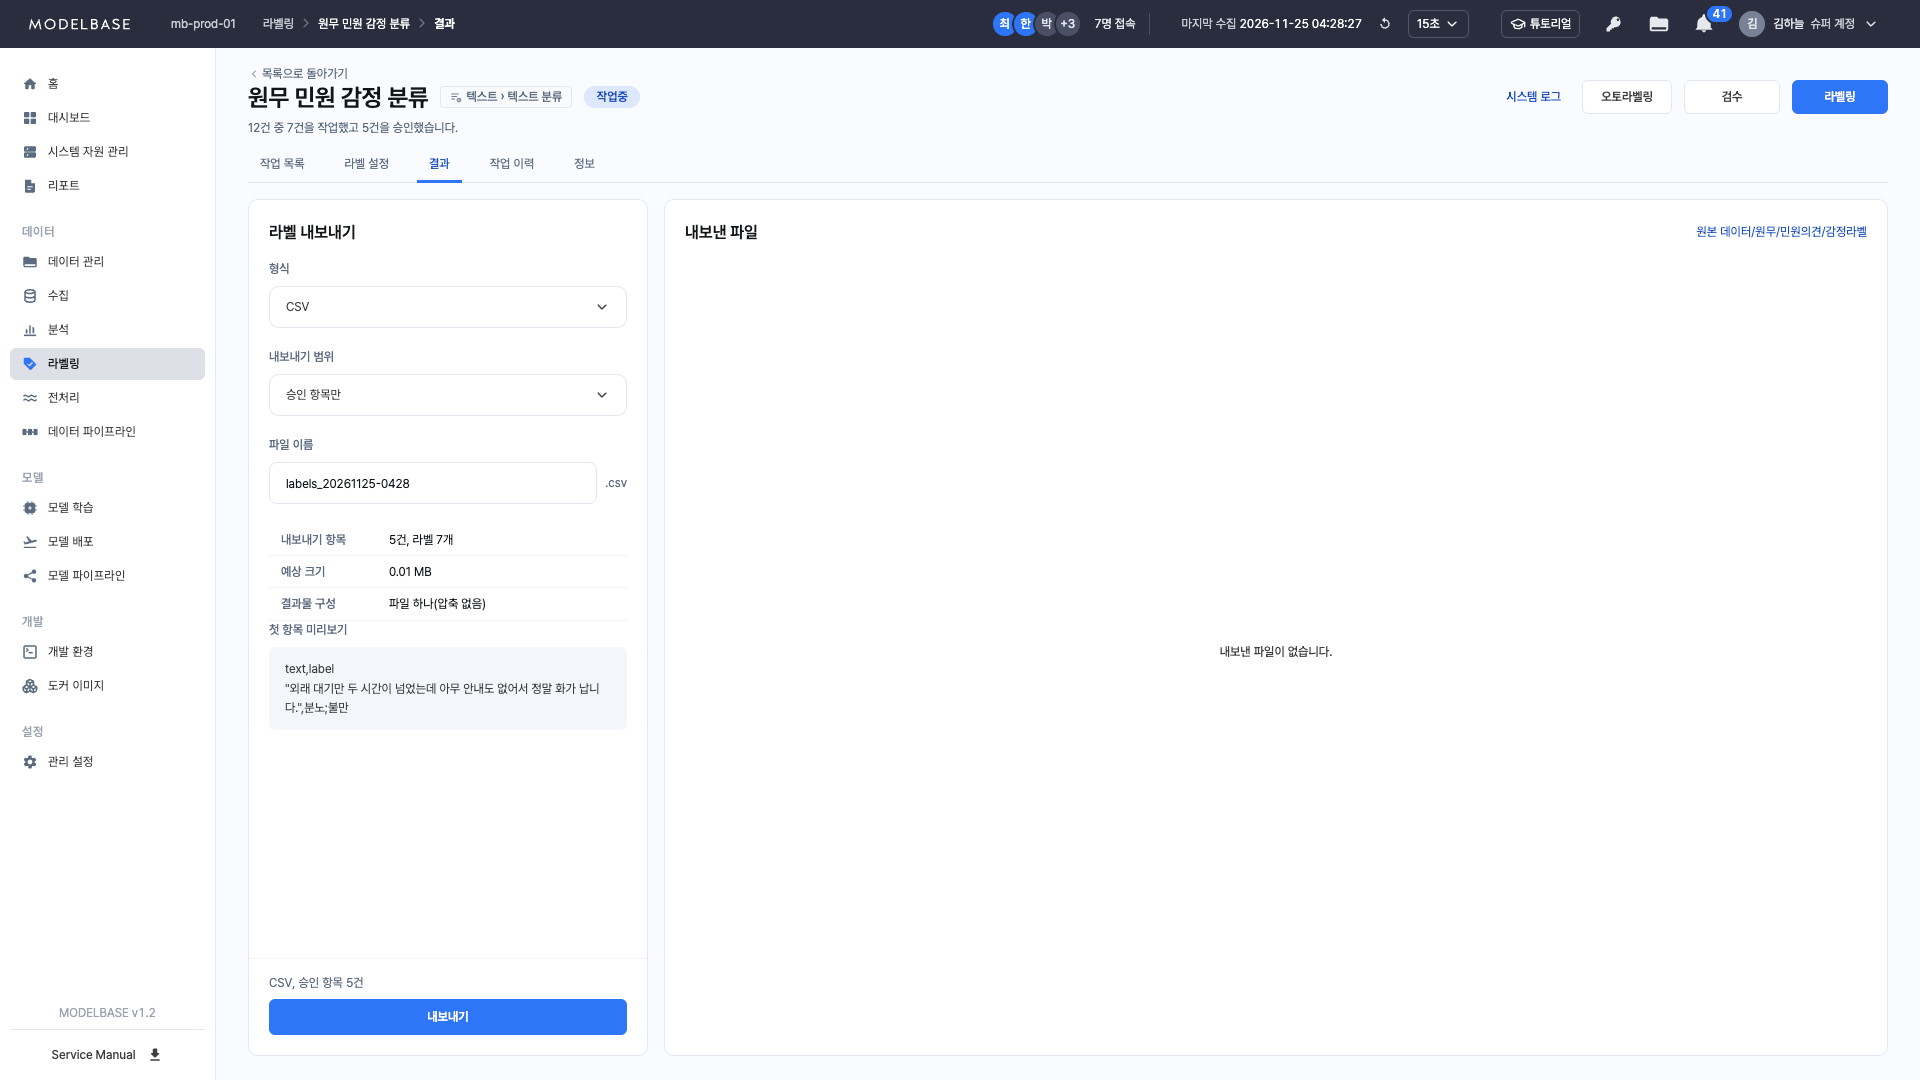 MODELBASE
mb-prod-01
라벨링 > 원무 민원 감정 분류 > 결과
최 한 박 +3
7명 접속
마지막 수집 2026-11-25 04:28:27
15초
튜토리얼
41
김
김하늘 슈퍼 계정
홈
대시보드
시스템 자원 관리
리포트
데이터
데이터 관리
수집
분석
라벨링
전처리
데이터 파이프라인
모델
모델 학습
모델 배포
모델 파이프라인
개발
개발 환경
도커 이미지
설정
관리 설정
MODELBASE v1.2
Service Manual
목록으로 돌아가기
원무 민원 감정 분류
텍스트 › 텍스트 분류
작업중
12건 중 7건을 작업했고 5건을 승인했습니다.
시스템 로그
오토라벨링
검수
라벨링
작업 목록
라벨 설정
결과
작업 이력
정보
라벨 내보내기
형식
CSV
내보내기 범위
승인 항목만
파일 이름
labels_20261125-0428
.csv
내보내기 항목 5건, 라벨 7개
예상 크기 0.01 MB
결과물 구성 파일 하나(압축 없음)
첫 항목 미리보기
text,label
"외래 대기만 두 시간이 넘었는데 아무 안내도 없어서 정말 화가 납니
다.",분노;불만
CSV, 승인 항목 5건
내보내기
내보낸 파일
원본 데이터/원무/민원의견/감정라벨
내보낸 파일이 없습니다.